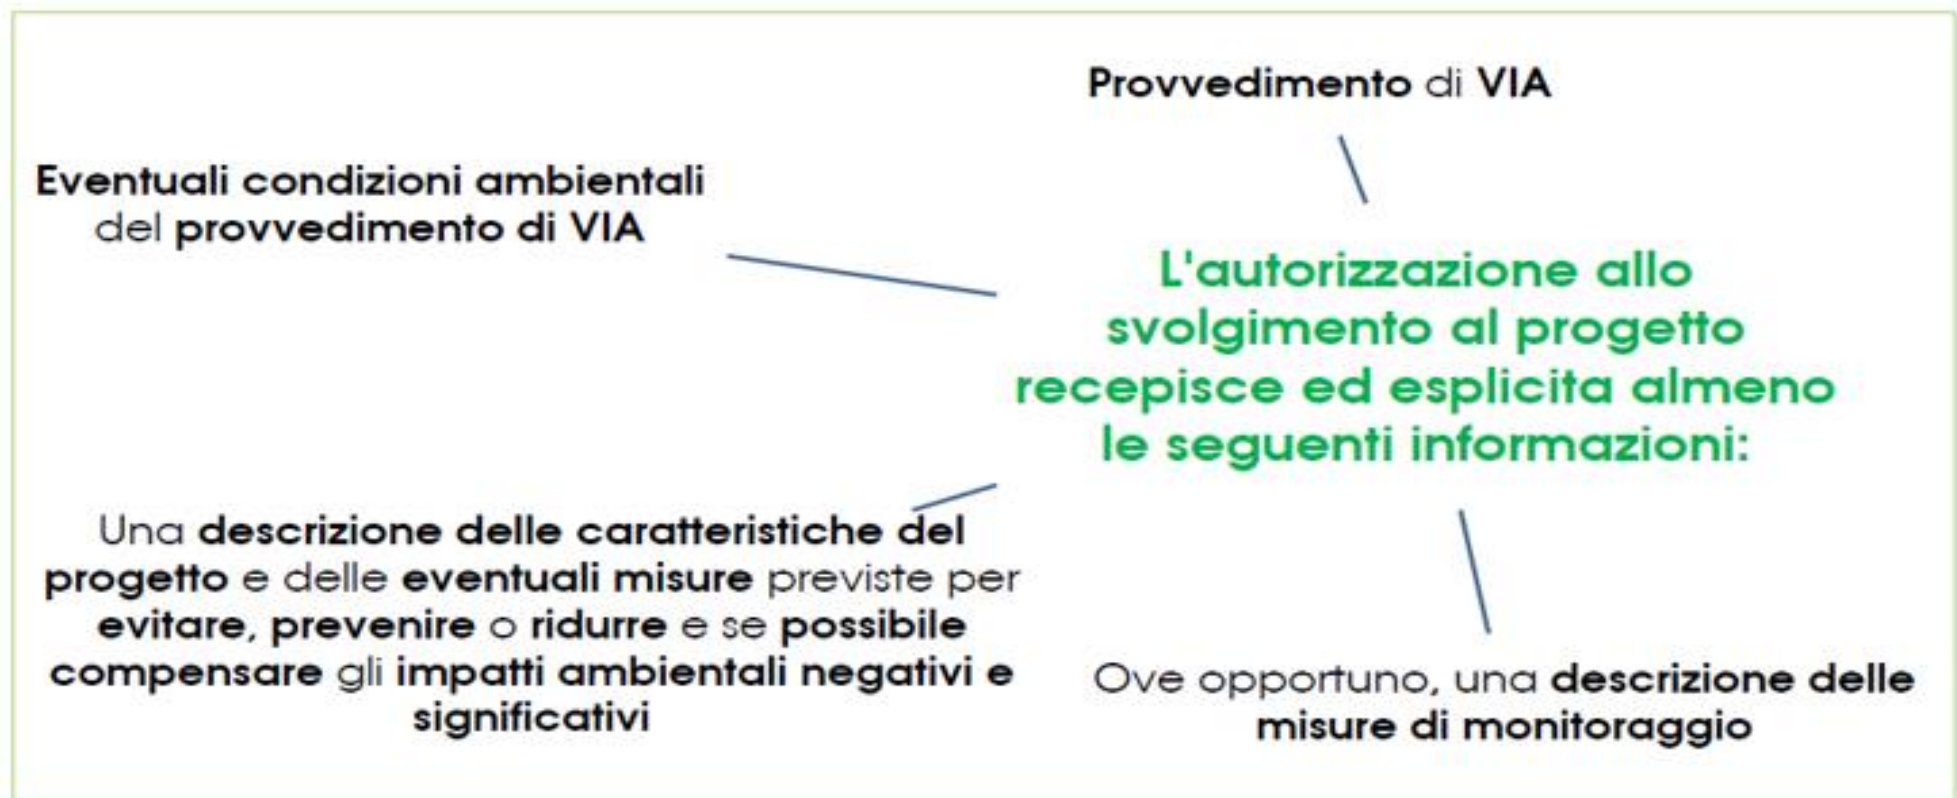 Provvedimento di VIA
Eventuali condizioni ambientali
del provvedimento di VIA
L'autorizzazione allo
svolgimento al progetto
recepisce ed esplicita almeno
le seguenti informazioni:
Una descrizione delle caratteristiche del
progetto e delle eventuali misure previste per
evitare, prevenire o ridurre e se possibile
compensare gli impatti ambientali negativi e
significativi
Ove opportuno, una descrizione delle
misure di monitoraggio